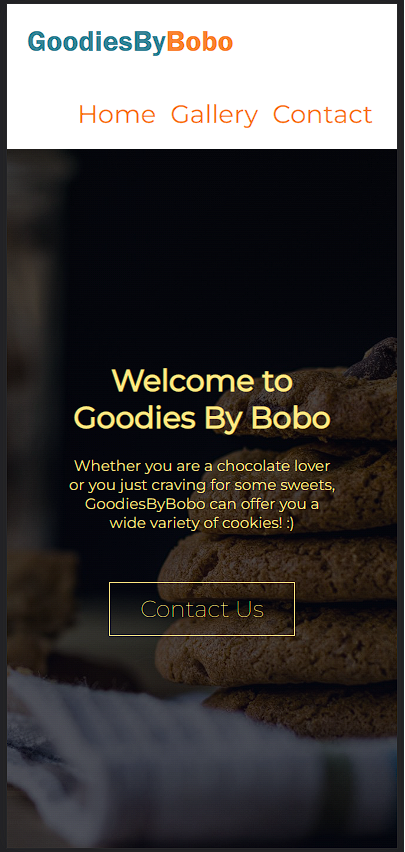 GoodiesByBobo
Home Gallery Contact
Welcome to
Goodies By Bobo
Whether you are a chocolate lover
or you just craving for some sweets,
GoodiesByBobo can offer you a
wide variety of cookies! :)
Contact Us